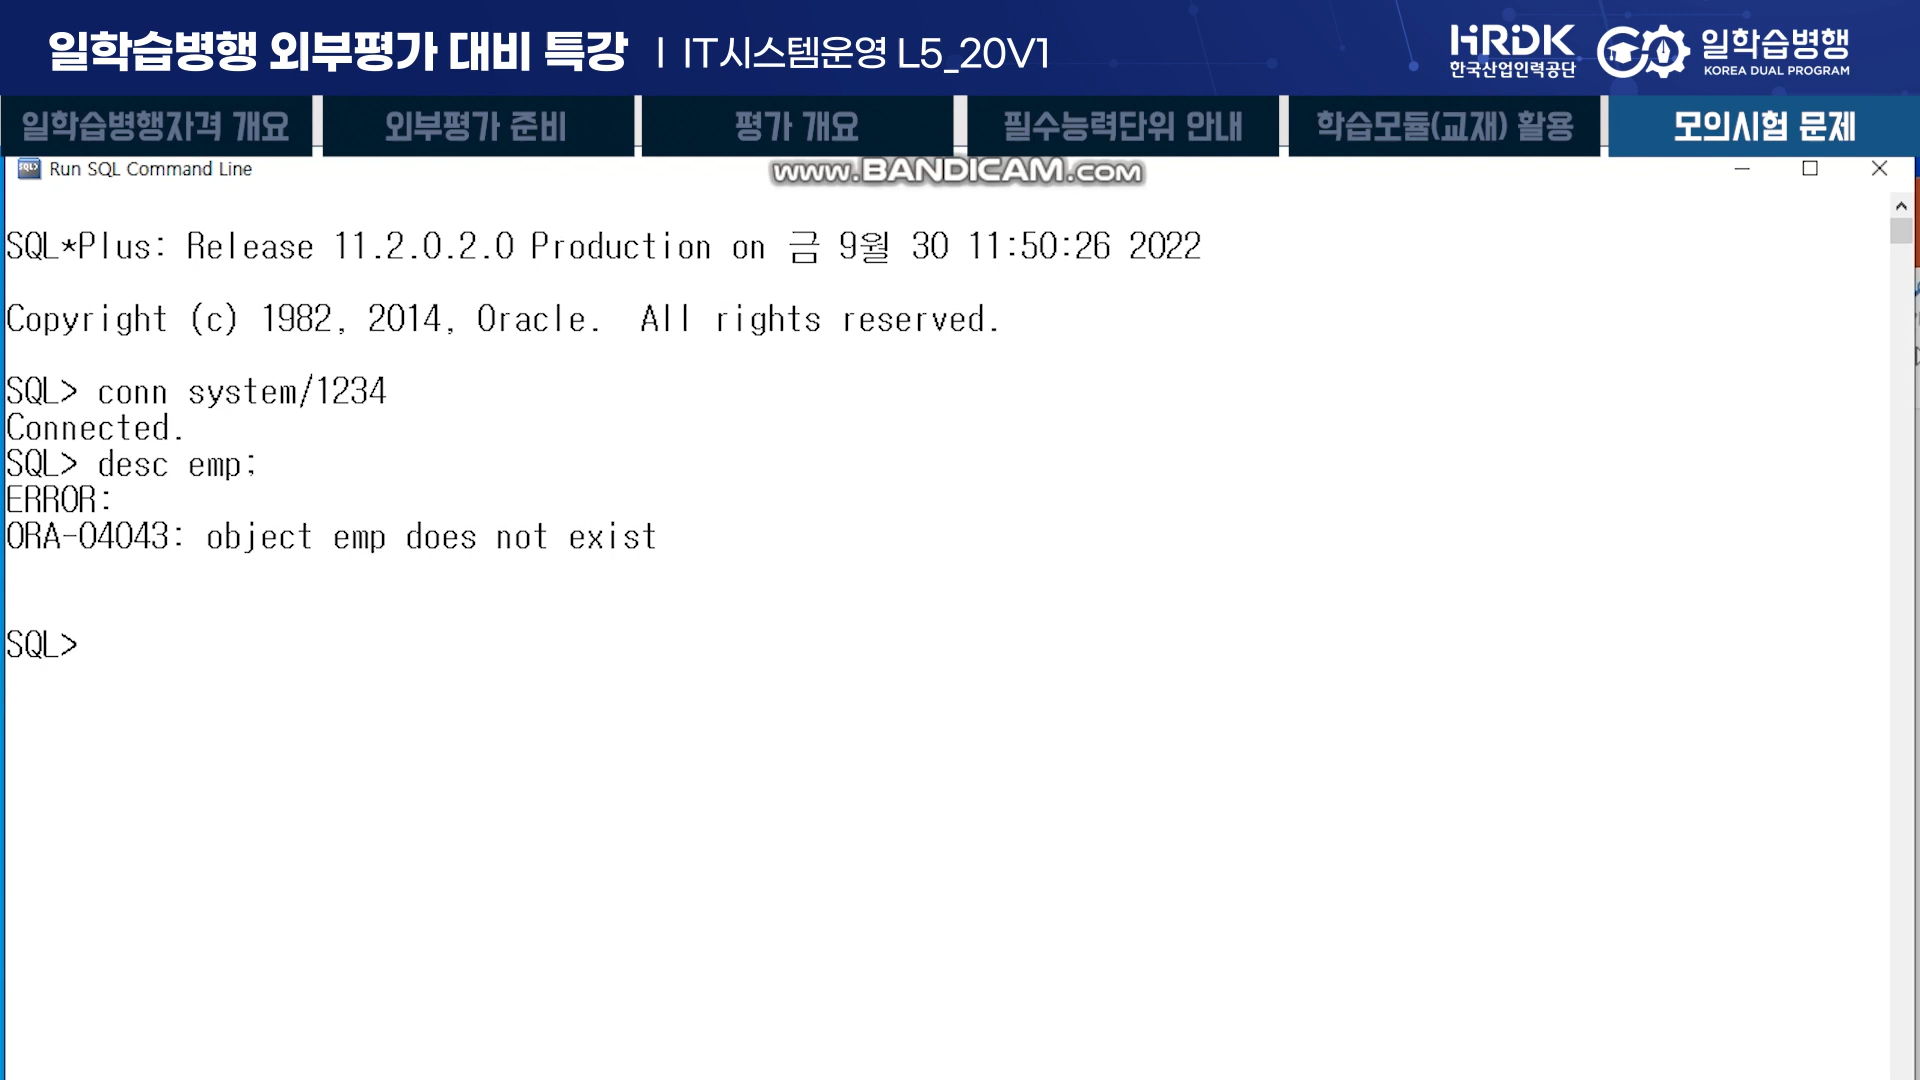 일학습병행 외부평가 대비 특강 | IT시스템운영 L5_20V1
HRDK
한국산업인력공단
일학습병행
KOREA DUAL PROGRAM
일학습병행자격 개요
외부평가 준비
평가 개요
필수능력단위 안내
학습모듈(교재) 활용
모의시험 문제
Run SQL Command Line
www.BANDICAM.com
SQL*Plus: Release 11.2.0.2.0 Production on 금 9월 30 11:50:26 2022
Copyright (c) 1982, 2014, Oracle.  All rights reserved.
SQL> conn system/1234
Connected.
SQL> desc emp;
ERROR:
ORA-04043: object emp does not exist
SQL>